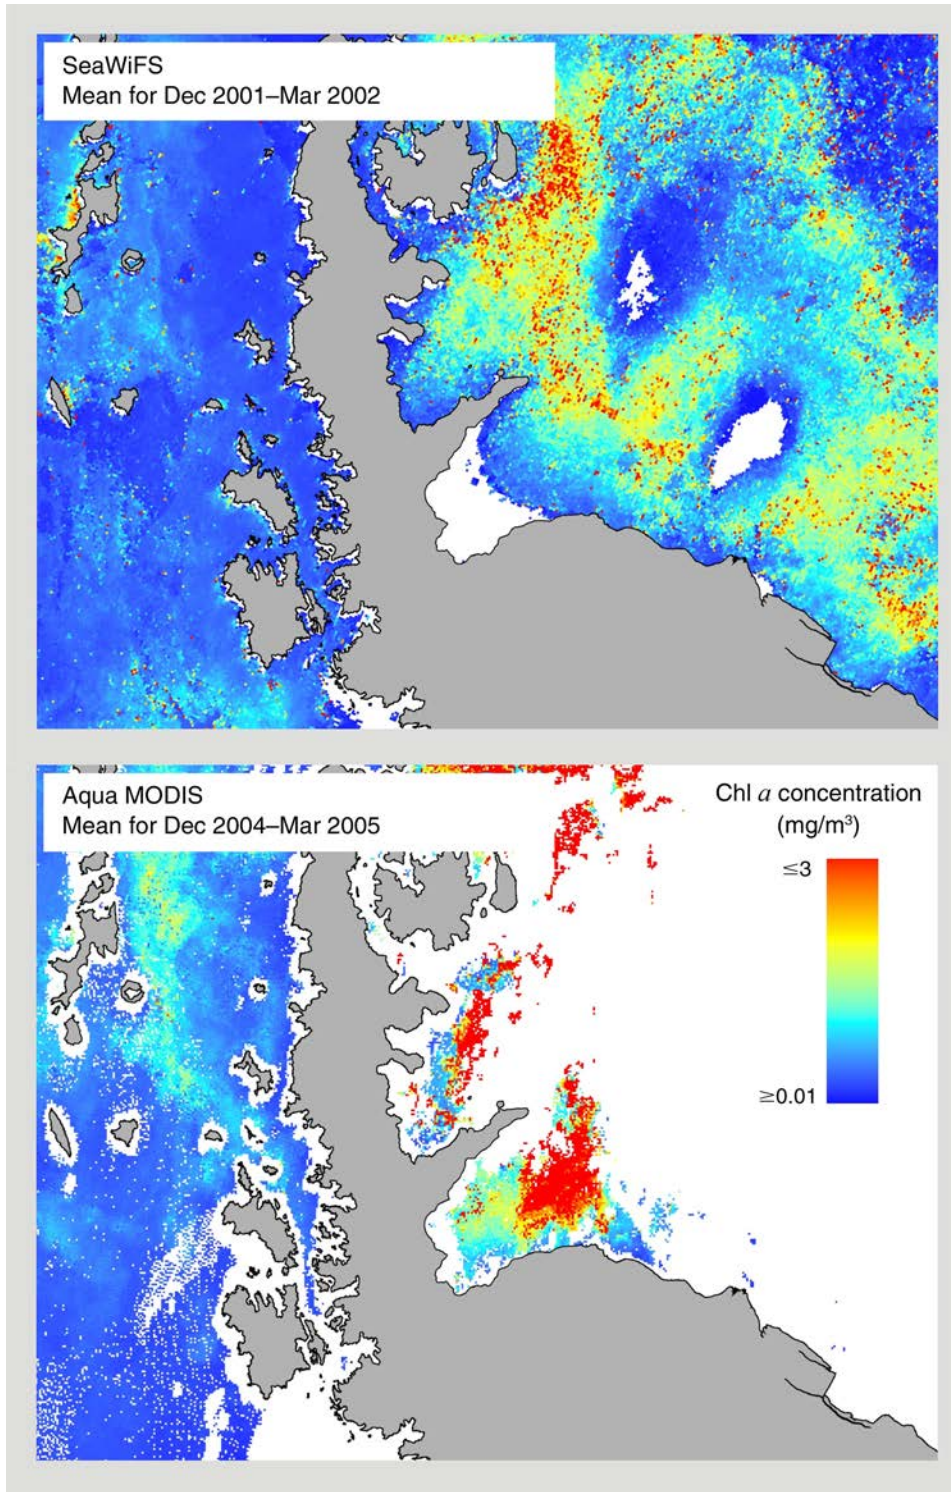 SeaWiFS
Mean for Dec 2001–Mar 2002
Aqua MODIS
Mean for Dec 2004–Mar 2005
Chl a concentration
(mg/m³)
≦3
≧0.01